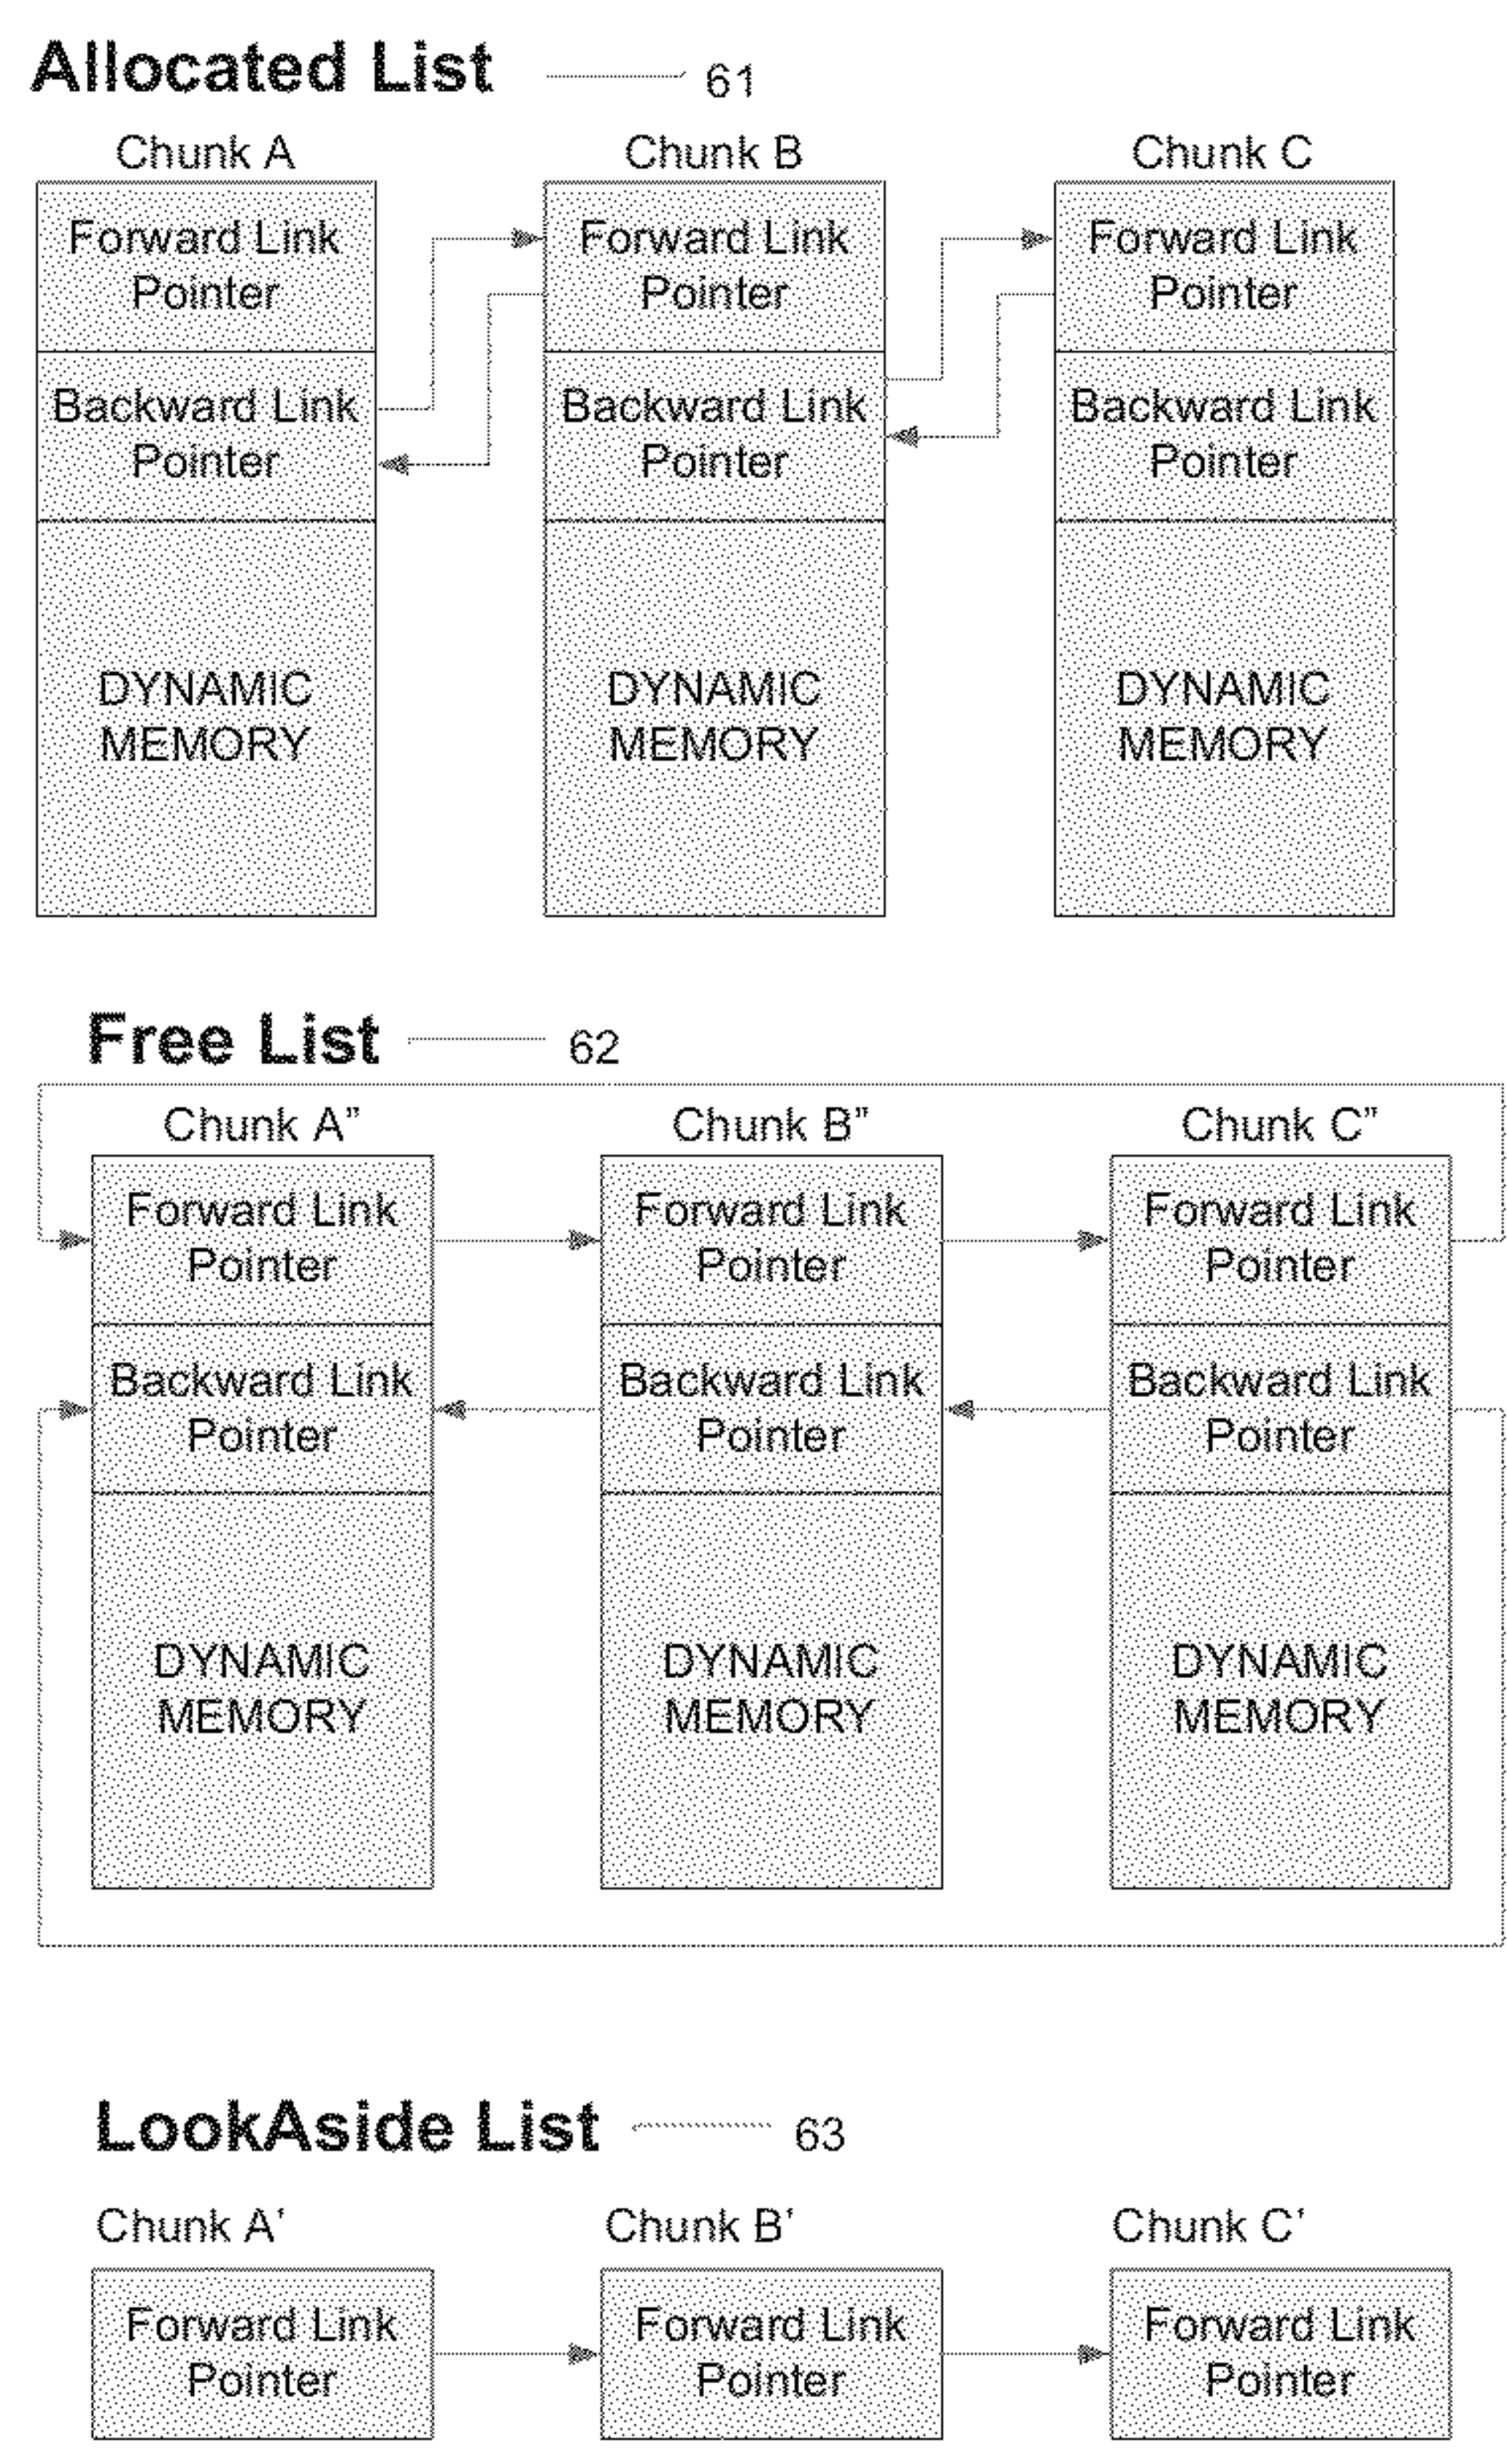 Allocated List 61
Chunk A Chunk B Chunk C
Forward Link Pointer Forward Link Pointer Forward Link Pointer
Backward Link Pointer Backward Link Pointer Backward Link Pointer
DYNAMIC MEMORY DYNAMIC MEMORY DYNAMIC MEMORY
Free List 62
Chunk A” Chunk B” Chunk C”
Forward Link Pointer Forward Link Pointer Forward Link Pointer
Backward Link Pointer Backward Link Pointer Backward Link Pointer
DYNAMIC MEMORY DYNAMIC MEMORY DYNAMIC MEMORY
LookAside List 63
Chunk A' Chunk B' Chunk C'
Forward Link Pointer Forward Link Pointer Forward Link Pointer